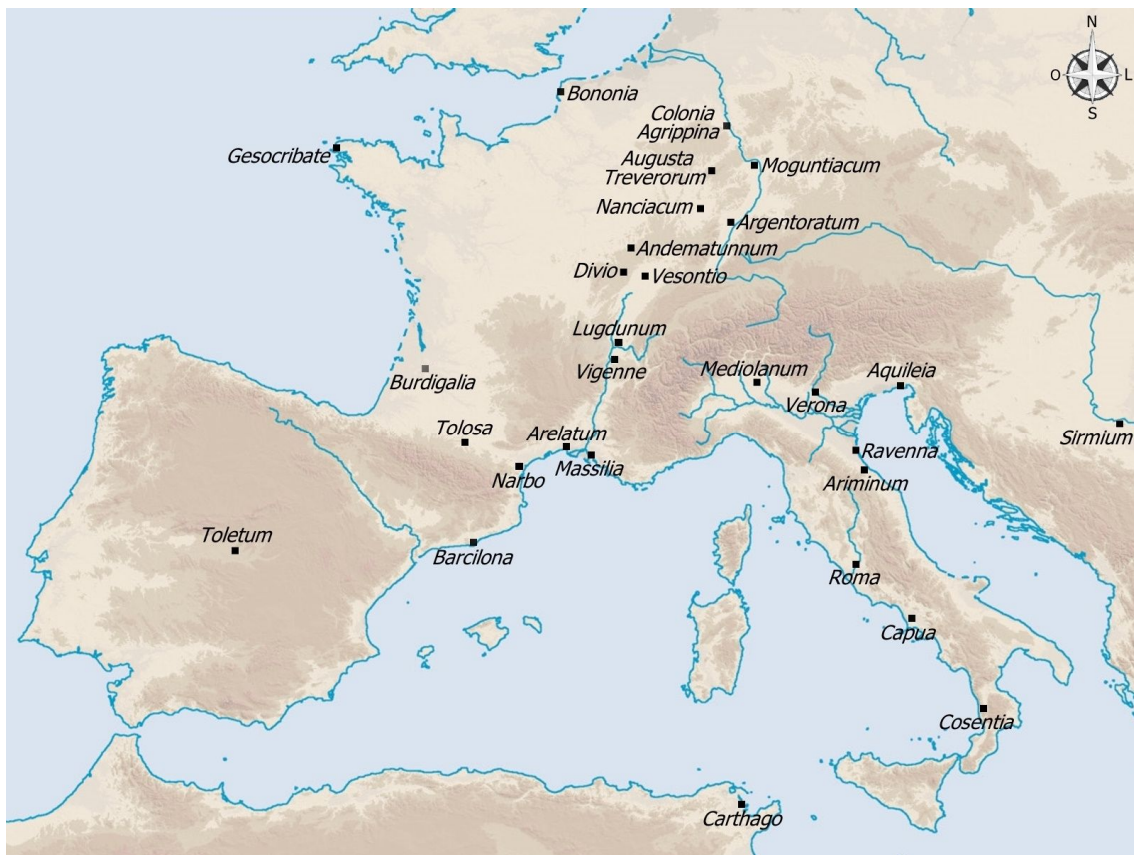 N
O
L
S
Bononia
Colonia
Agrippina
Gesocribate
Augusta
Treverorum
Moguntiacum
Nanciacum
Argentoratum
Andematunnum
Divio
Vesontio
Lugdunum
Vigenne
Mediolanum
Aquileia
Burdigalia
Verona
Tolosa
Arelatum
Sirmium
Massilia
Ravenna
Narbo
Ariminum
Toletum
Barcilona
Roma
Capua
Cosentia
Carthago